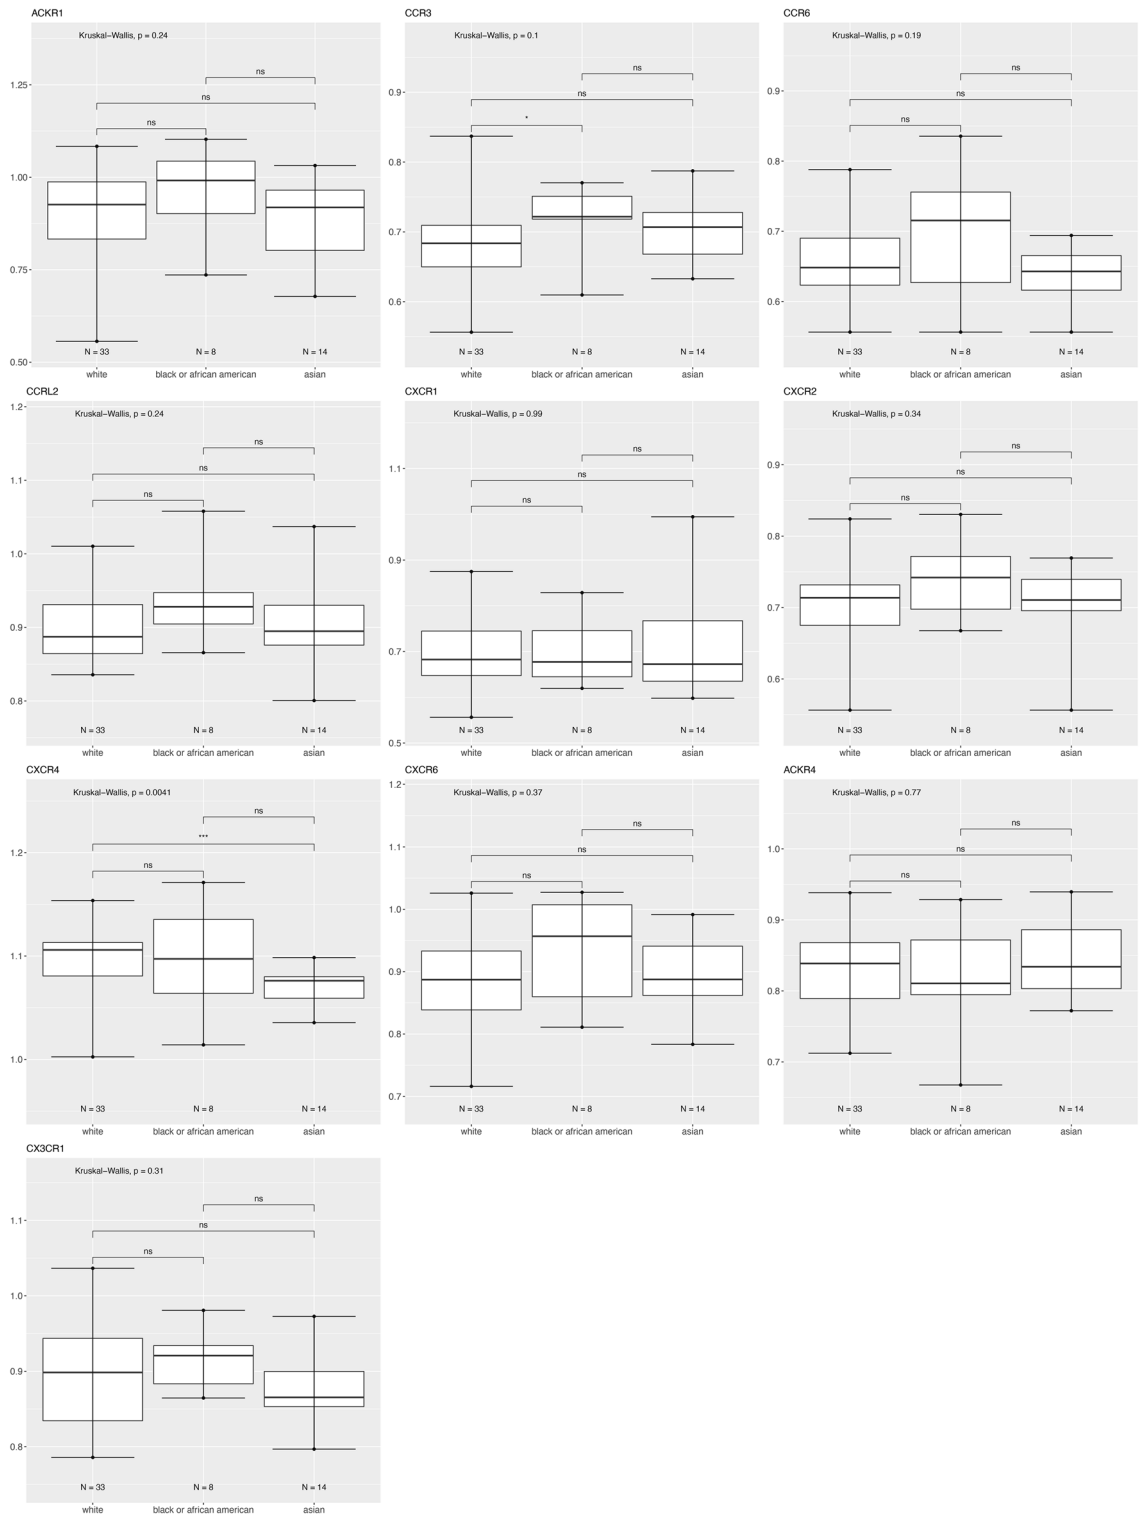 ACKR1
Kruskal−Wallis, p = 0.24
ns
ns
ns
1.25
1.00
0.75
0.50
N = 33 N = 8 N = 14
white black or african american asian
CCR3
Kruskal−Wallis, p = 0.1
ns
ns
*
0.9
0.8
0.7
0.6
N = 33 N = 8 N = 14
white black or african american asian
CCR6
Kruskal−Wallis, p = 0.19
ns
ns
ns
0.9
0.8
0.7
0.6
N = 33 N = 8 N = 14
white black or african american asian
CCRL2
Kruskal−Wallis, p = 0.24
ns
ns
ns
1.2
1.1
1.0
0.9
0.8
N = 33 N = 8 N = 14
white black or african american asian
CXCR1
Kruskal−Wallis, p = 0.99
ns
ns
ns
1.1
0.9
0.7
0.5
N = 33 N = 8 N = 14
white black or african american asian
CXCR2
Kruskal−Wallis, p = 0.34
ns
ns
ns
0.9
0.8
0.7
0.6
N = 33 N = 8 N = 14
white black or african american asian
CXCR4
Kruskal−Wallis, p = 0.0041
ns
***
ns
1.2
1.1
1.0
N = 33 N = 8 N = 14
white black or african american asian
CXCR6
Kruskal−Wallis, p = 0.37
ns
ns
ns
1.2
1.1
1.0
0.9
0.8
0.7
N = 33 N = 8 N = 14
white black or african american asian
ACKR4
Kruskal−Wallis, p = 0.77
ns
ns
ns
1.0
0.9
0.8
0.7
N = 33 N = 8 N = 14
white black or african american asian
CX3CR1
Kruskal−Wallis, p = 0.31
ns
ns
ns
1.1
1.0
0.9
0.8
N = 33 N = 8 N = 14
white black or african american asian